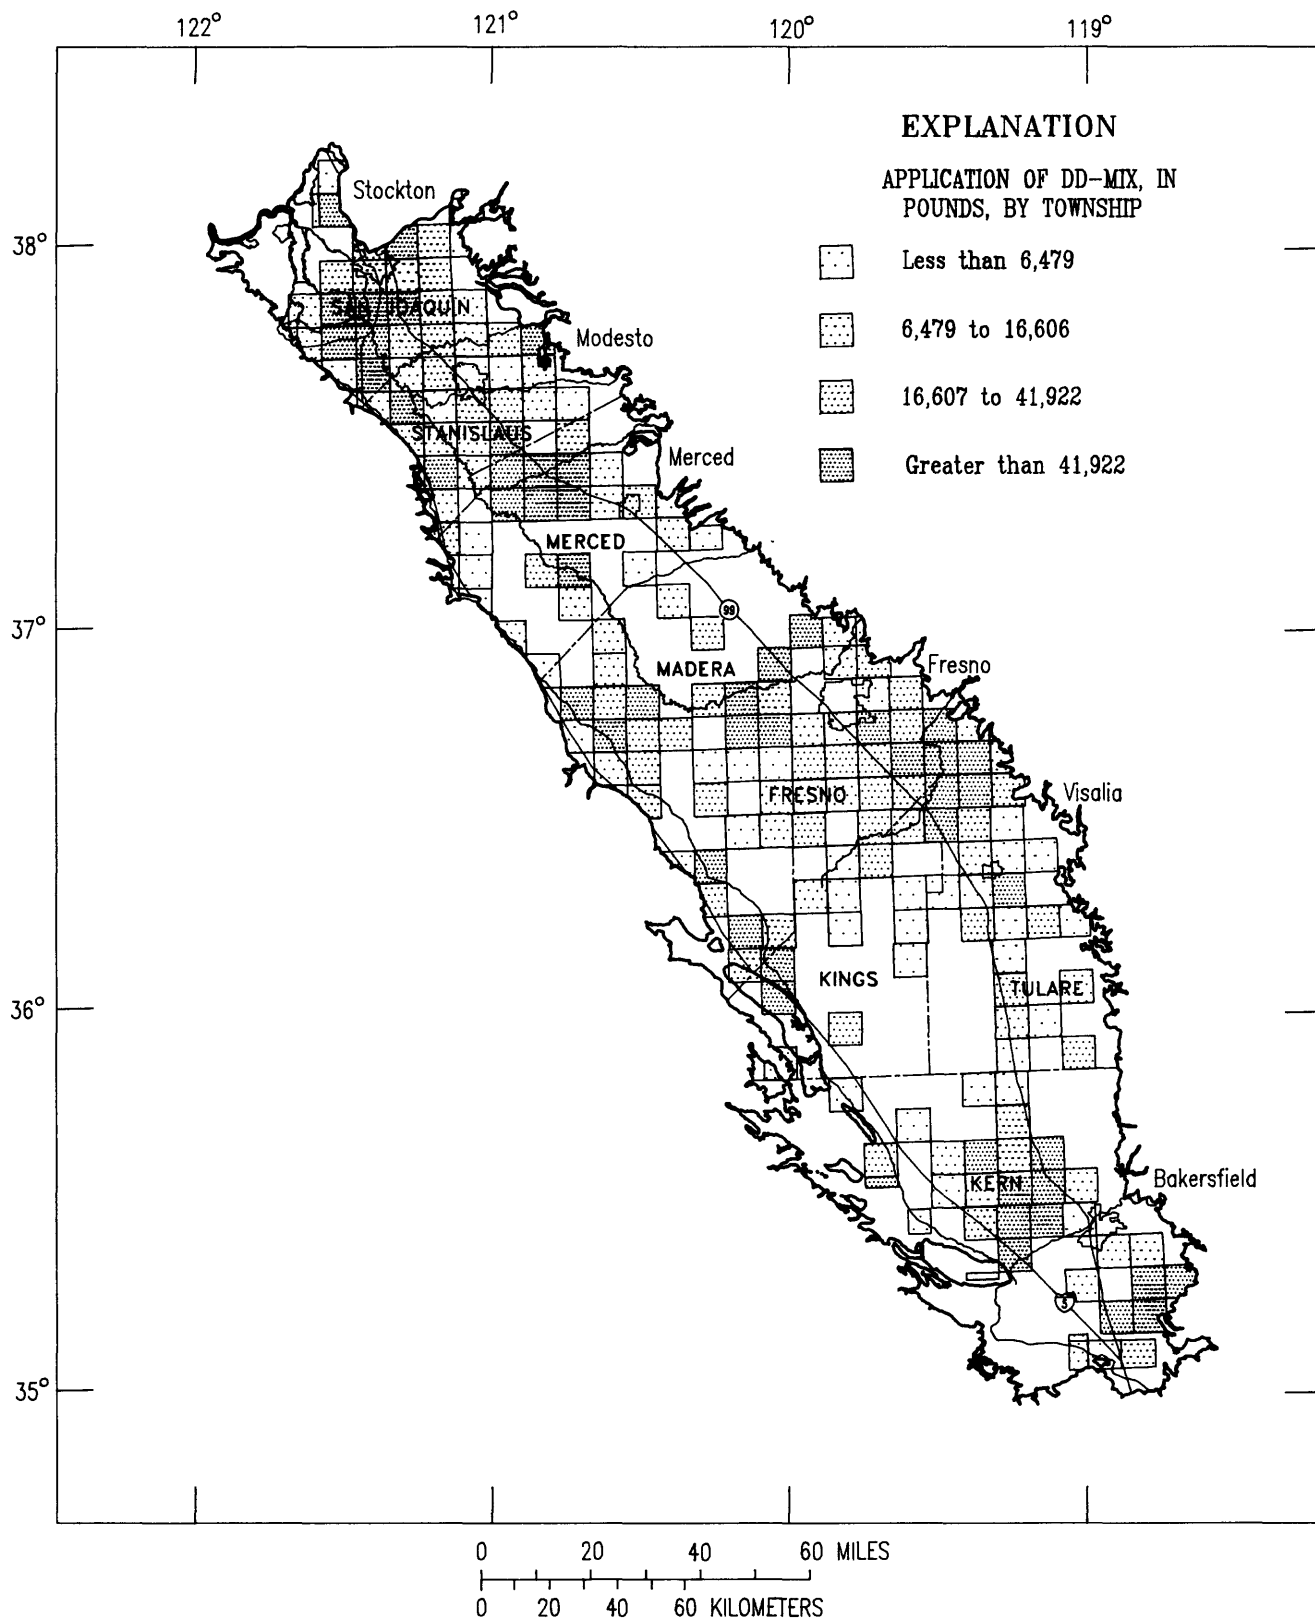 122° 121° 120° 119°
EXPLANATION
APPLICATION OF DD-MIX, IN
POUNDS, BY TOWNSHIP
Less than 6,479
6,479 to 16,606
16,607 to 41,922
Greater than 41,922
Stockton
38°
SAN JOAQUIN
Modesto
STANISLAUS
Merced
MERCED
37°
99
MADERA
Fresno
FRESNO
Visalia
KINGS
TULARE
36°
KERN
Bakersfield
5
35°
0 20 40 60 MILES
0 20 40 60 KILOMETERS